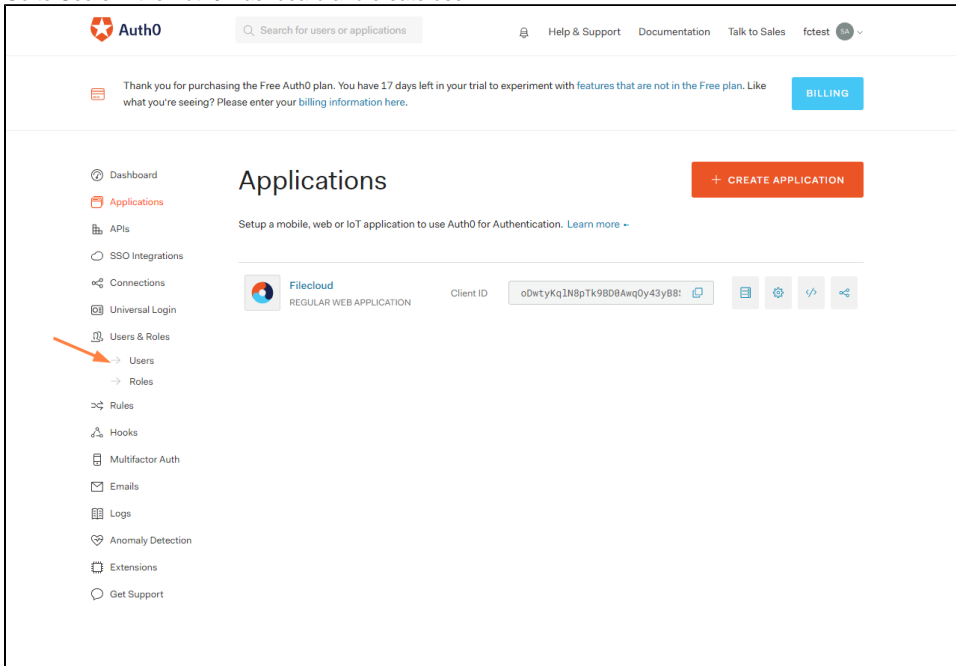 Auth0
Search for users or applications
Help & Support
Documentation
Talk to Sales
fctest
SA
Thank you for purchasing the Free Auth0 plan. You have 17 days left in your trial to experiment with features that are not in the Free plan. Like
what you're seeing? Please enter your billing information here.
BILLING
Dashboard
Applications
APIs
SSO Integrations
Connections
Universal Login
Users & Roles
Users
Roles
Rules
Hooks
Multifactor Auth
Emails
Logs
Anomaly Detection
Extensions
Get Support
Applications
+ CREATE APPLICATION
Setup a mobile, web or IoT application to use Auth0 for Authentication. Learn more
Filecloud
REGULAR WEB APPLICATION
Client ID